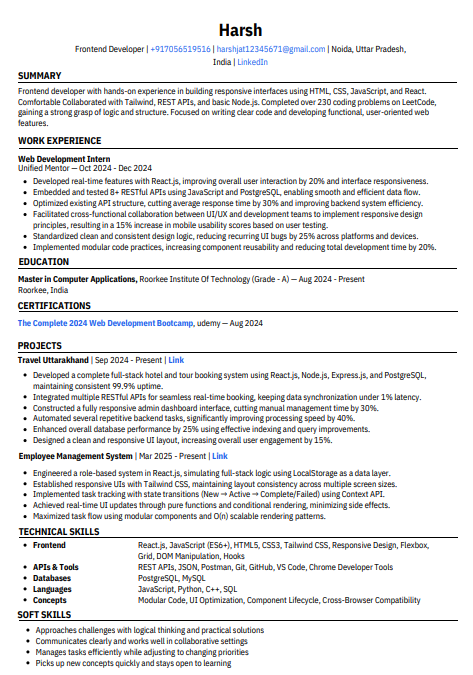 Harsh
Frontend Developer | +917056519516 | harshjat12345671@gmail.com | Noida, Uttar Pradesh,
India | LinkedIn
SUMMARY
Frontend developer with hands-on experience in building responsive interfaces using HTML, CSS, JavaScript, and React.
Comfortable Collaborated with Tailwind, REST APIs, and basic Node.js. Completed over 230 coding problems on LeetCode,
gaining a strong grasp of logic and structure. Focused on writing clear code and developing functional, user-oriented web
features.
WORK EXPERIENCE
Web Development Intern
Unified Mentor — Oct 2024 - Dec 2024
• Developed real-time features with React.js, improving overall user interaction by 20% and interface responsiveness.
• Embedded and tested 8+ RESTful APIs using JavaScript and PostgreSQL, enabling smooth and efficient data flow.
• Optimized existing API structure, cutting average response time by 30% and improving backend system efficiency.
• Facilitated cross-functional collaboration between UI/UX and development teams to implement responsive design
principles, resulting in a 15% increase in mobile usability scores based on user testing.
• Standardized clean and consistent design logic, reducing recurring UI bugs by 25% across platforms and devices.
• Implemented modular code practices, increasing component reusability and reducing total development time by 20%.
EDUCATION
Master in Computer Applications, Roorkee Institute Of Technology (Grade - A) — Aug 2024 - Present
Roorkee, India
CERTIFICATIONS
The Complete 2024 Web Development Bootcamp, udemy — Aug 2024
PROJECTS
Travel Uttarakhand | Sep 2024 - Present | Link
• Developed a complete full-stack hotel and tour booking system using React.js, Node.js, Express.js, and PostgreSQL,
maintaining consistent 99.9% uptime.
• Integrated multiple RESTful APIs for seamless real-time booking, keeping data synchronization under 1% latency.
• Constructed a fully responsive admin dashboard interface, cutting manual management time by 30%.
• Automated several repetitive backend tasks, significantly improving processing speed by 40%.
• Enhanced overall database performance by 25% using effective indexing and query improvements.
• Designed a clean and responsive UI layout, increasing overall user engagement by 15%.
Employee Management System | Mar 2025 - Present | Link
• Engineered a role-based system in React.js, simulating full-stack logic using LocalStorage as a data layer.
• Established responsive UIs with Tailwind CSS, maintaining layout consistency across multiple screen sizes.
• Implemented task tracking with state transitions (New → Active → Complete/Failed) using Context API.
• Achieved real-time UI updates through pure functions and conditional rendering, minimizing side effects.
• Maximized task flow using modular components and O(n) scalable rendering patterns.
TECHNICAL SKILLS
• Frontend React.js, JavaScript (ES6+), HTML5, CSS3, Tailwind CSS, Responsive Design, Flexbox,
Grid, DOM Manipulation, Hooks
• APIs & Tools REST APIs, JSON, Postman, Git, GitHub, VS Code, Chrome Developer Tools
• Databases PostgreSQL, MySQL
• Languages JavaScript, Python, C++, SQL
• Concepts Modular Code, UI Optimization, Component Lifecycle, Cross-Browser Compatibility
SOFT SKILLS
• Approaches challenges with logical thinking and practical solutions
• Communicates clearly and works well in collaborative settings
• Manages tasks efficiently while adjusting to changing priorities
• Picks up new concepts quickly and stays open to learning